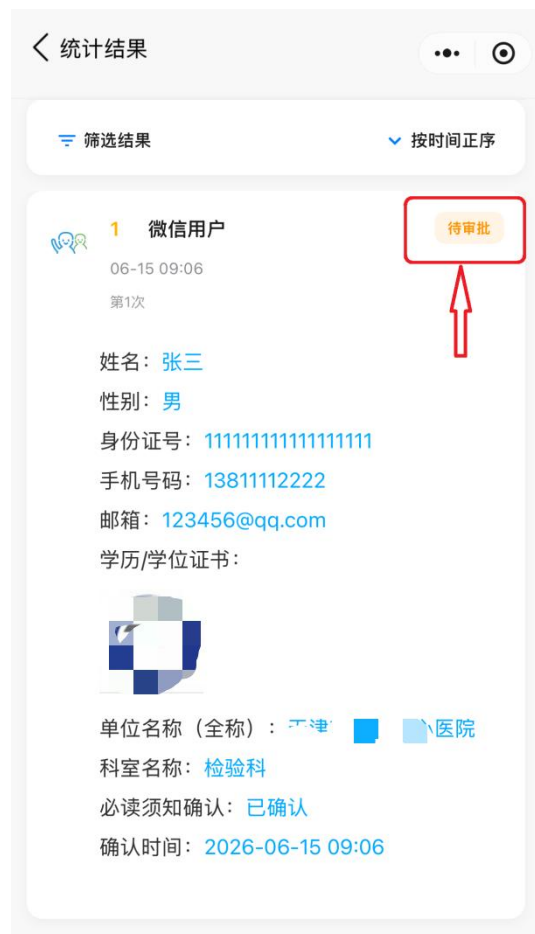 统计结果
筛选结果 按时间正序
1 微信用户 待审批
06-15 09:06
第1次
姓名：张三
性别：男
身份证号：111111111111111111
手机号码：13811112222
邮箱：123456@qq.com
学历/学位证书：
单位名称（全称）：天津 医院
科室名称：检验科
必读须知确认：已确认
确认时间：2026-06-15 09:06